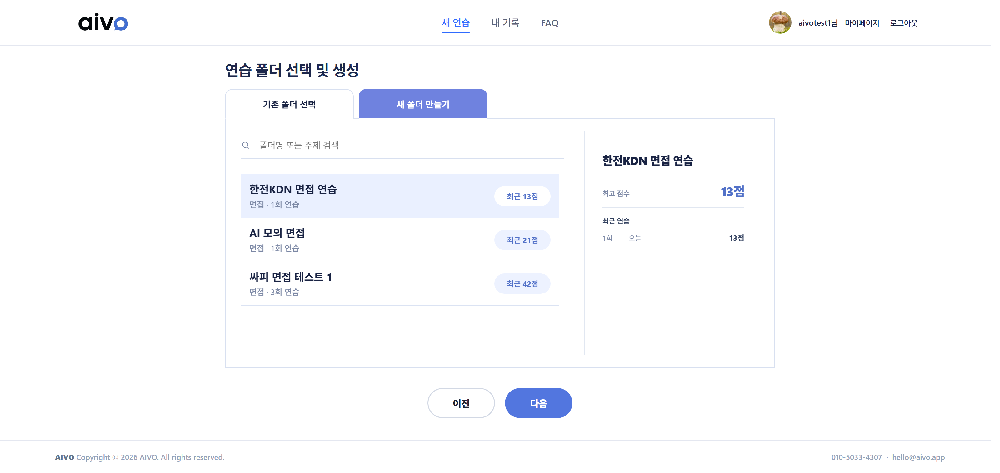 aivo
새 연습 내 기록 FAQ
aivotest1님 마이페이지 로그아웃
연습 폴더 선택 및 생성
기존 폴더 선택
새 폴더 만들기
폴더명 또는 주제 검색
한전KDN 면접 연습
면접 · 1회 연습
최근 13점
AI 모의 면접
면접 · 1회 연습
최근 21점
싸피 면접 테스트 1
면접 · 3회 연습
최근 42점
한전KDN 면접 연습
최고 점수 13점
최근 연습
1회 오늘 13점
이전
다음
AIVO Copyright © 2026 AIVO. All rights reserved.
010-5033-4307 · hello@aivo.app